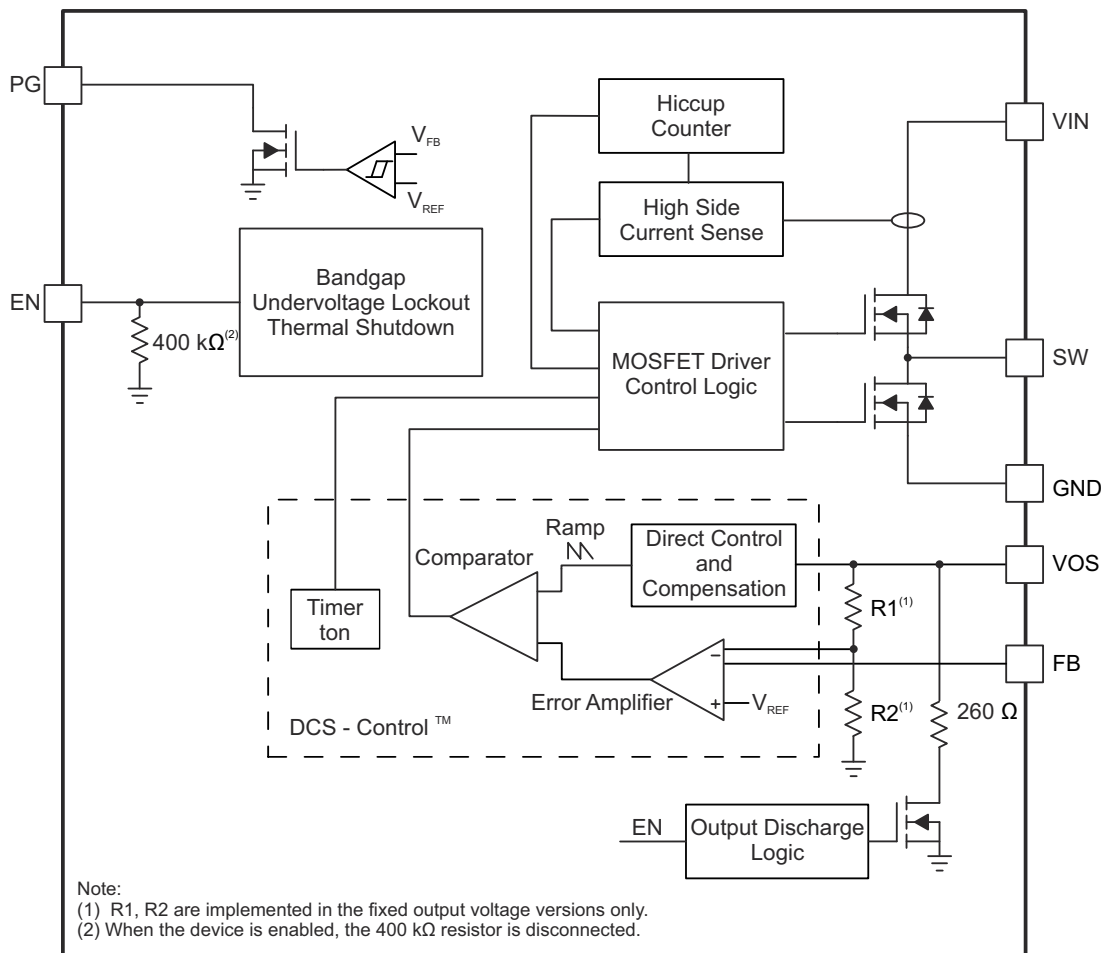 PG
V_FB
V_REF
EN
400 kΩ(2)
Bandgap
Undervoltage Lockout
Thermal Shutdown
Hiccup
Counter
High Side
Current Sense
MOSFET Driver
Control Logic
VIN
SW
GND
VOS
FB
Ramp
Comparator
Direct Control
and
Compensation
Timer
ton
R1(1)
−
+
V_REF
Error Amplifier
R2(1)
260 Ω
DCS - Control ™
EN
Output Discharge
Logic
Note:
(1) R1, R2 are implemented in the fixed output voltage versions only.
(2) When the device is enabled, the 400 kΩ resistor is disconnected.